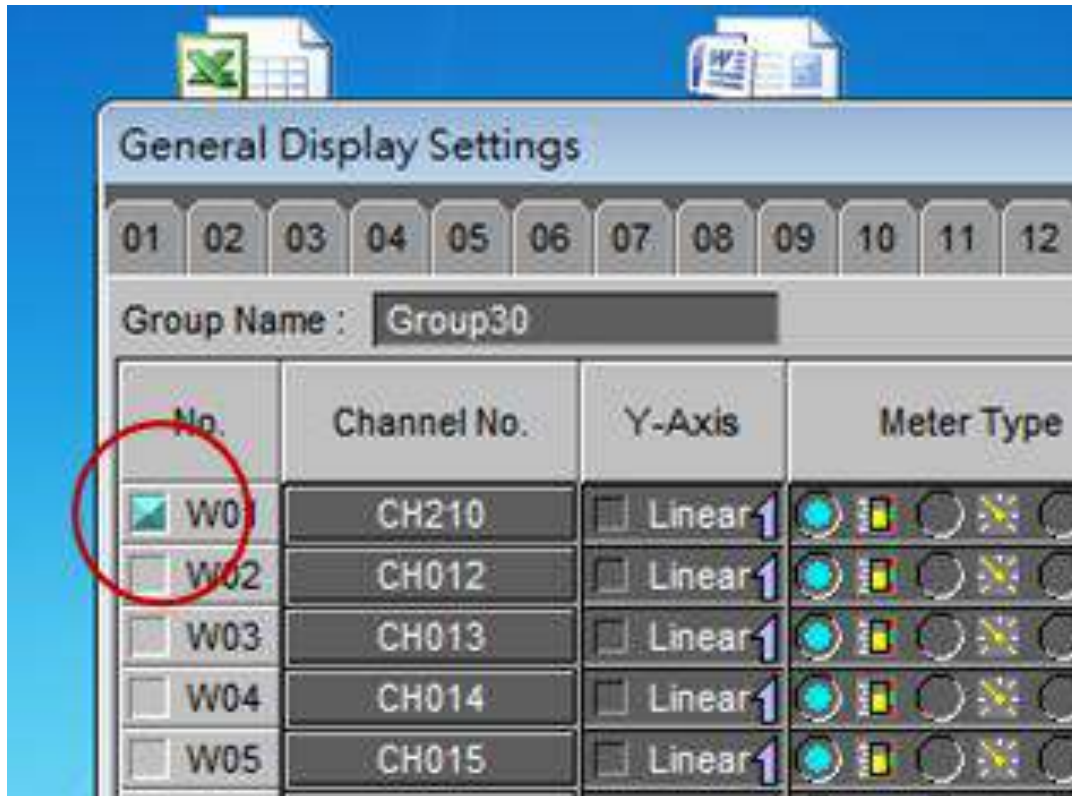 General Display Settings
01 02 03 04 05 06 07 08 09 10 11 12
Group Name : Group30
No. Channel No. Y-Axis Meter Type
W01 CH210 Linear
W02 CH012 Linear
W03 CH013 Linear
W04 CH014 Linear
W05 CH015 Linear